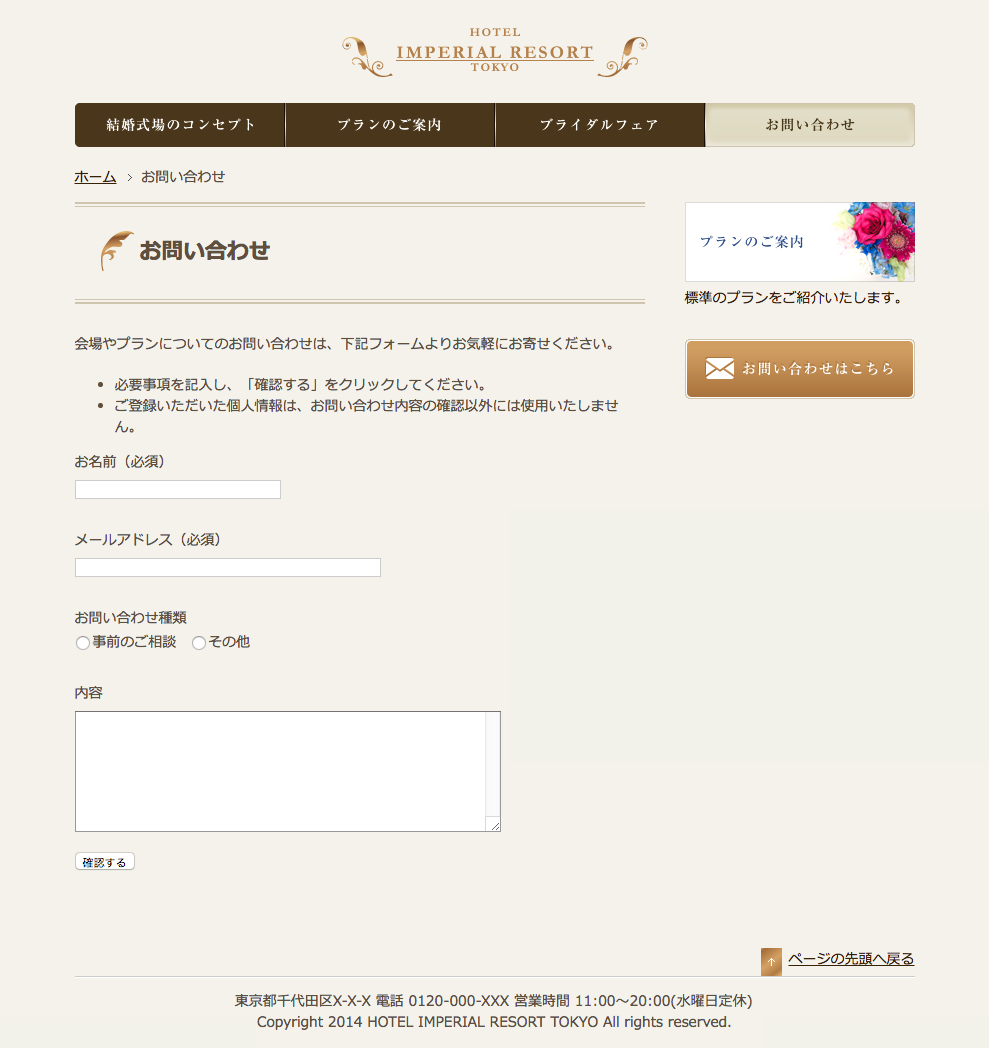 HOTEL
IMPERIAL RESORT
TOKYO
結婚式場のコンセプト
プランのご案内
ブライダルフェア
お問い合わせ
ホーム
お問い合わせ
お問い合わせ
会場やプランについてのお問い合わせは、下記フォームよりお気軽にお寄せください。
必要事項を記入し、「確認する」をクリックしてください。
ご登録いただいた個人情報は、お問い合わせ内容の確認以外には使用いたしませ
ん。
お名前（必須）
メールアドレス（必須）
お問い合わせ種類
事前のご相談 その他
内容
確認する
プランのご案内
標準のプランをご紹介いたします。
お問い合わせはこちら
ページの先頭へ戻る
東京都千代田区X-X-X 電話 0120-000-XXX 営業時間 11:00～20:00(水曜日定休)
Copyright 2014 HOTEL IMPERIAL RESORT TOKYO All rights reserved.